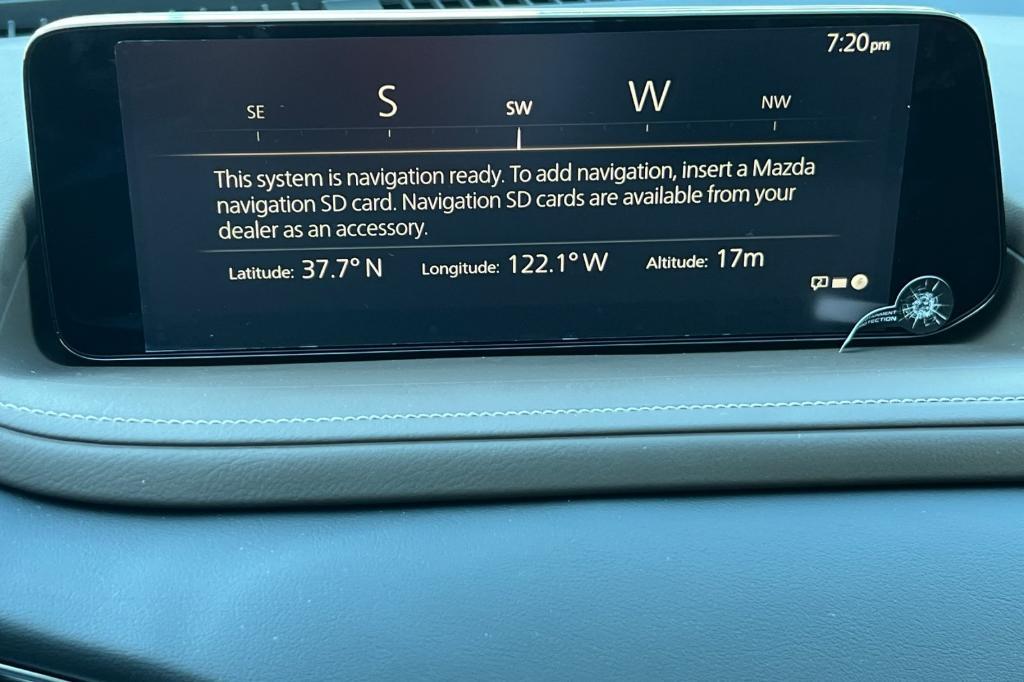 7:20pm
SE S SW W NW
This system is navigation ready. To add navigation, insert a Mazda
navigation SD card. Navigation SD cards are available from your
dealer as an accessory.
Latitude: 37.7° N Longitude: 122.1° W Altitude: 17m